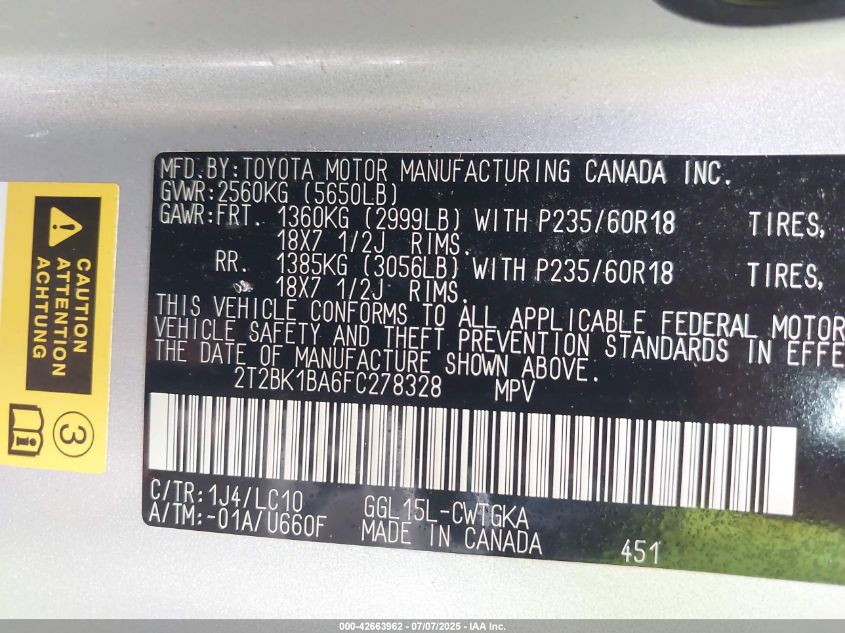 CAUTION
ATTENTION
ACHTUNG
3
MFD.BY:TOYOTA MOTOR MANUFACTURING CANADA INC.
GVWR:2560KG (5650LB)
GAWR:FRT. 1360KG (2999LB) WITH P235/60R18 TIRES,
18X7 1/2J RIMS.
RR. 1385KG (3056LB) WITH P235/60R18 TIRES,
18X7 1/2J RIMS.
THIS VEHICLE CONFORMS TO ALL APPLICABLE FEDERAL MOTOR
VEHICLE SAFETY AND THEFT PREVENTION STANDARDS IN EFFE
THE DATE OF MANUFACTURE SHOWN ABOVE.
2T2BK1BA6FC278328 MPV
C/TR:1J4/LC10 GGL15L-CWTGKA
A/TM:-01A/U660F MADE IN CANADA 451
000-42663962 - 07/07/2025 - IAA Inc.